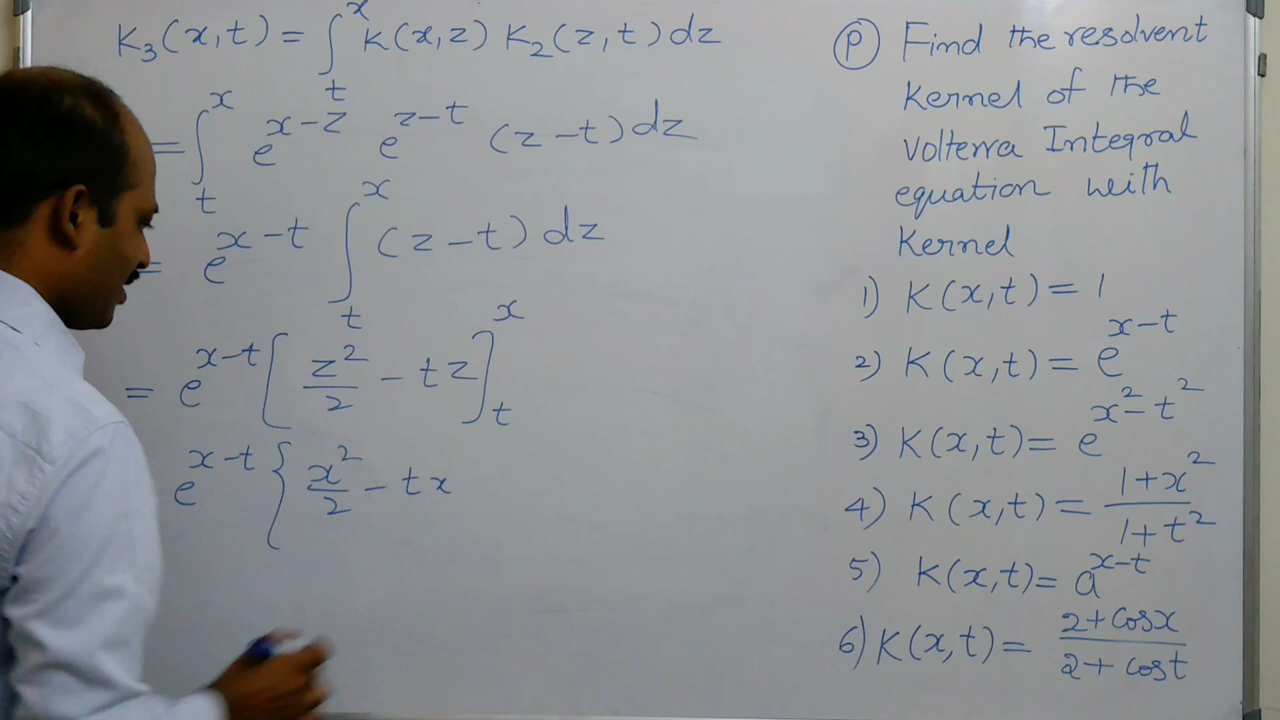 K₃(x,t) = ∫ₜˣ K(x,z) K₂(z,t) dz
= ∫ₜˣ e^{x-z} e^{z-t} (z-t) dz
= e^{x-t} ∫ₜˣ (z-t) dz
= e^{x-t} [ z²/2 - tz ]ₜˣ
e^{x-t} { x²/2 - tx
Ⓟ Find the resolvent
Kernel of the
Volterra Integral
equation with
Kernel
1) K(x,t) = 1
2) K(x,t) = e^{x-t}
3) K(x,t) = e^{x²-t²}
4) K(x,t) = (1+x²)/(1+t²)
5) K(x,t) = a^{x-t}
6) K(x,t) = (2+cosx)/(2+cost)